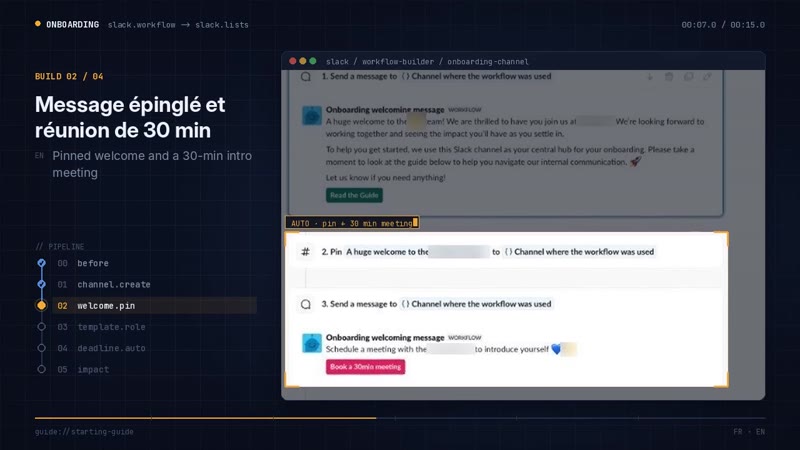 ONBOARDING slack.workflow → slack.lists
00:07.0 / 00:15.0
BUILD 02 / 04
Message épinglé et
réunion de 30 min
EN Pinned welcome and a 30-min intro
meeting
// PIPELINE
00 before
01 channel.create
02 welcome.pin
03 template.role
04 deadline.auto
05 impact
slack / workflow-builder / onboarding-channel
1. Send a message to {} Channel where the workflow was used
Onboarding welcoming message WORKFLOW
A huge welcome to the team! We are thrilled to have you join us at We're looking forward to
working together and seeing the impact you'll have as you settle in.
To help you get started, we use this Slack channel as your central hub for your onboarding. Please take a
moment to look at the guide below to help you navigate our internal communication. 🚀
Let us know if you need anything!
Read the Guide
AUTO · pin + 30 min meeting
# 2. Pin A huge welcome to the to {} Channel where the workflow was used
3. Send a message to {} Channel where the workflow was used
Onboarding welcoming message WORKFLOW
Schedule a meeting with the to introduce yourself 💙
Book a 30min meeting
guide://starting-guide
FR · EN